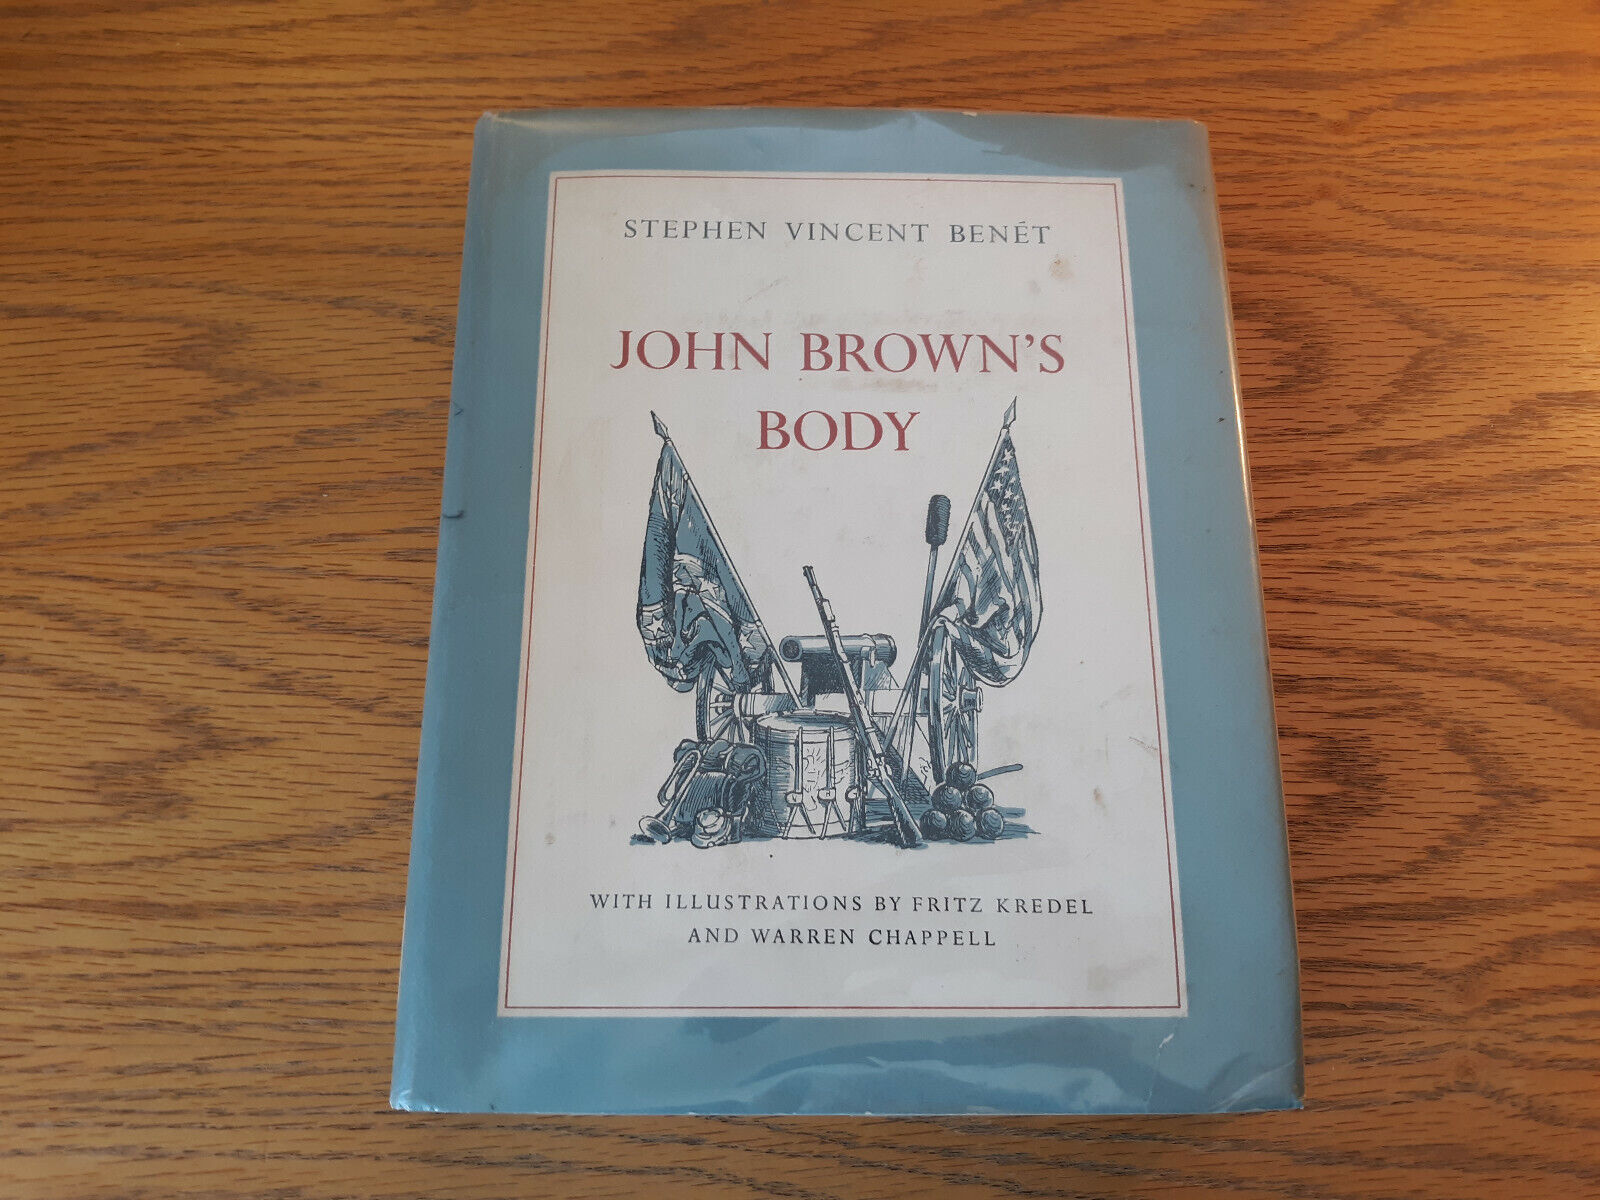 STEPHEN VINCENT BENÉT
JOHN BROWN'S
BODY
WITH ILLUSTRATIONS BY FRITZ KREDEL
AND WARREN CHAPPELL